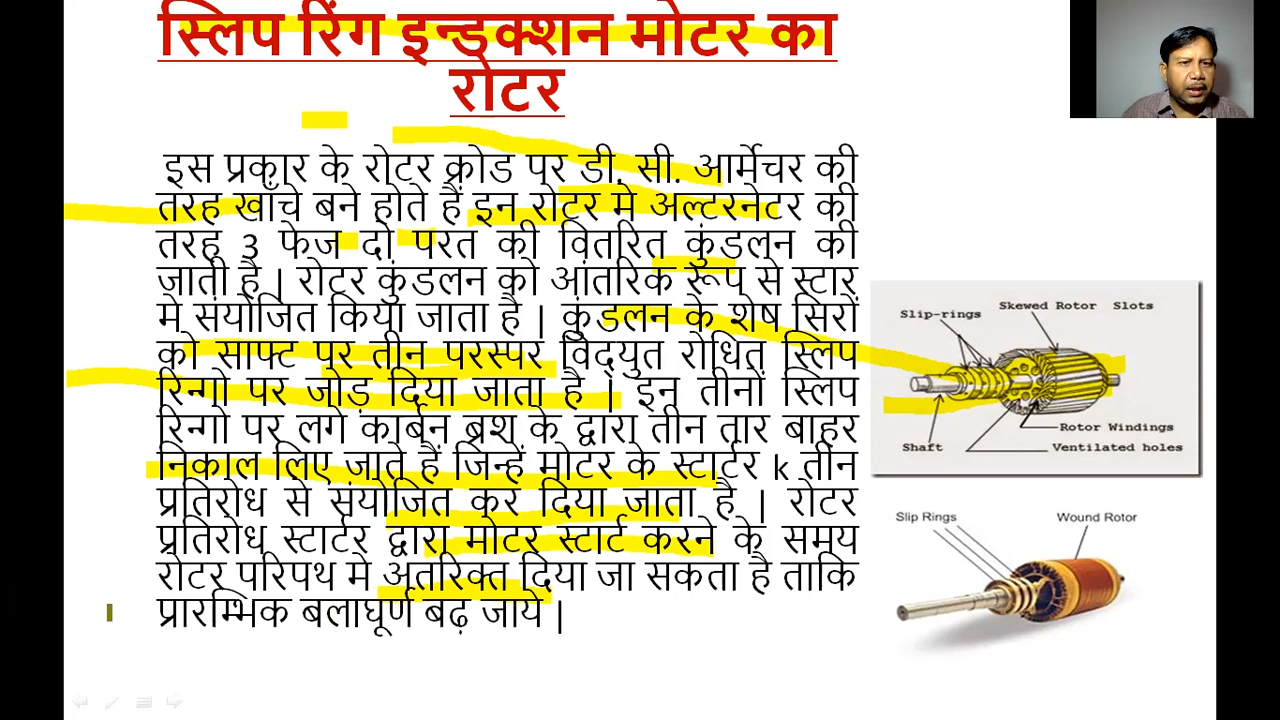 स्लिप रिंग इन्डक्शन मोटर का
रोटर
इस प्रकार के रोटर क्रोड पर डी. सी. आर्मेचर की
तरह खाँचे बने होते हैं इन रोटर मे अल्टरनेटर की
तरह 3 फेज दो परत की वितरित कुंडलन की
जाती है | रोटर कुंडलन को आंतरिक रूप से स्टार
मे संयोजित किया जाता है | कुंडलन के शेष सिरों
को साफ्ट पर तीन परस्पर विद्युत रोधित स्लिप
रिन्गो पर जोड़ दिया जाता है | इन तीनों स्लिप
रिन्गो पर लगे कार्बन ब्रश के द्वारा तीन तार बाहर
निकाल लिए जाते हैं जिन्हें मोटर के स्टार्टर k तीन
प्रतिरोध से संयोजित कर दिया जाता है | रोटर
प्रतिरोध स्टार्टर द्वारा मोटर स्टार्ट करने के समय
रोटर परिपथ मे अतरिक्त दिया जा सकता है ताकि
प्रारम्भिक बलाघूर्ण बढ़ जाये |
Skewed Rotor Slots
Slip-rings
Rotor Windings
Shaft
Ventilated holes
Slip Rings
Wound Rotor